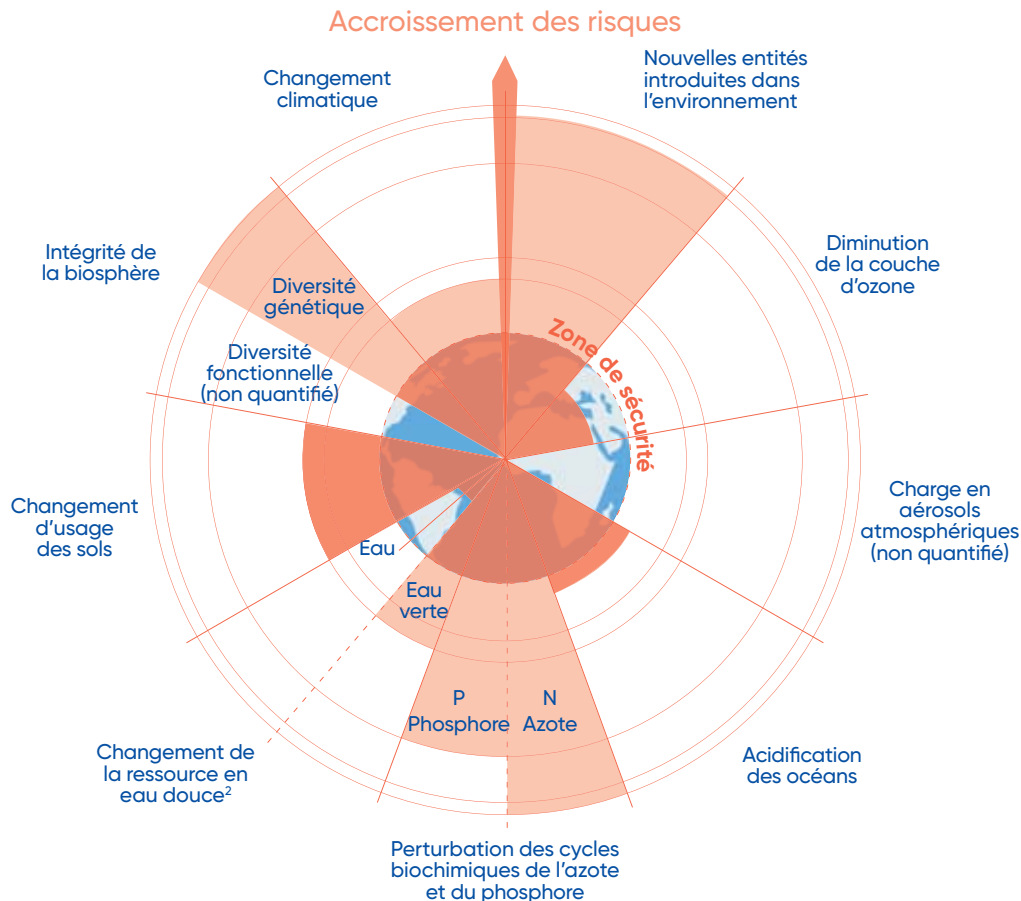 Accroissement des risques
Changement
climatique
Nouvelles entités
introduites dans
l’environnement
Intégrité de
la biosphère
Diminution
de la couche
d’ozone
Diversité
génétique
Zone de sécurité
Diversité
fonctionnelle
(non quantifié)
Changement
d’usage
des sols
Charge en
aérosols
atmosphériques
(non quantifié)
Eau
Eau
verte
P
Phosphore
N
Azote
Changement de
la ressource en
eau douce²
Acidification
des océans
Perturbation des cycles
biochimiques de l’azote
et du phosphore